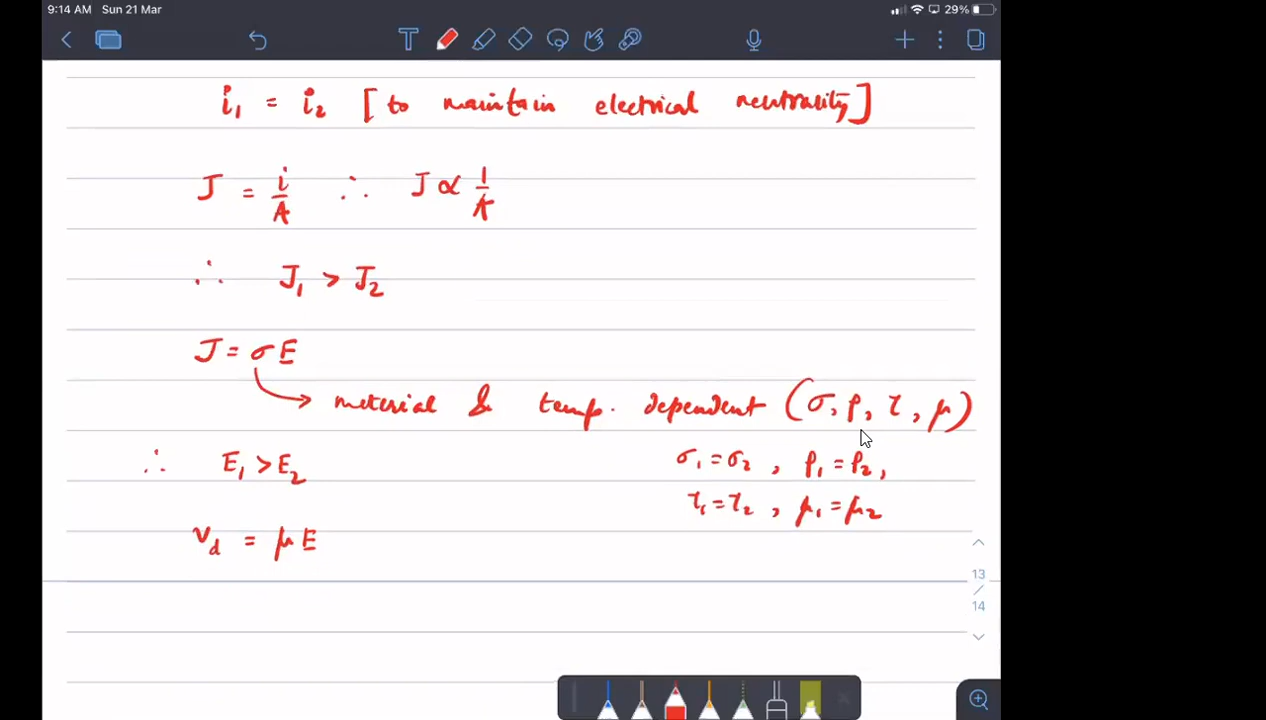 9:14 AM Sun 21 Mar
29%
T
i₁ = i₂ [to maintain electrical neutrality]
J = i/A ∴ J ∝ 1/A
∴ J₁ > J₂
J = σE
material & temp. dependent (σ, ρ, τ, μ)
σ₁ = σ₂ , ρ₁ = ρ₂,
∴ E₁ > E₂
τ₁ = τ₂ , μ₁ = μ₂
v_d = μE
13
14